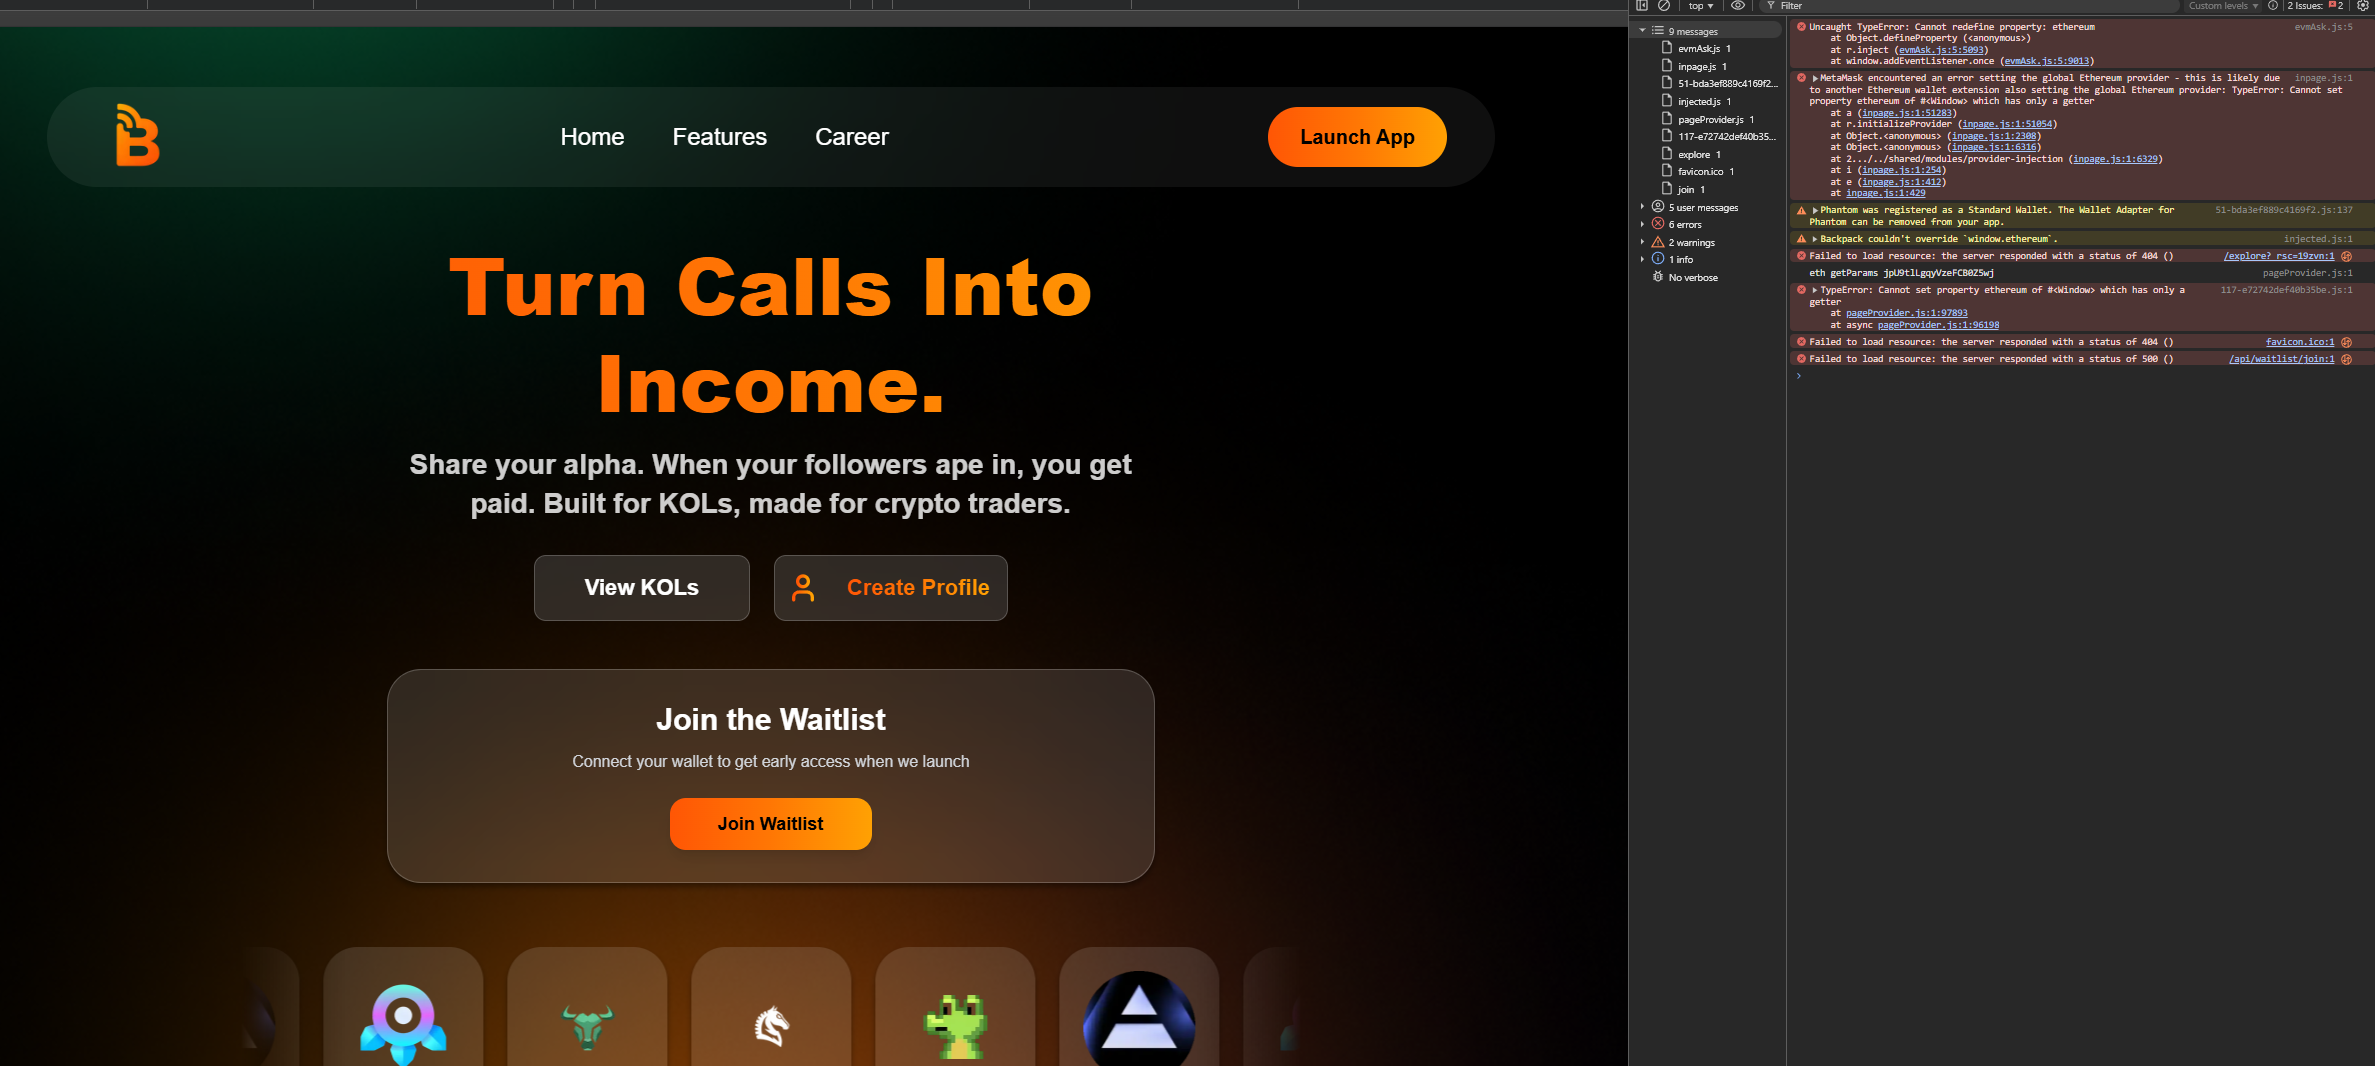 Home
Features
Career
Launch App
Turn Calls Into
Income.
Share your alpha. When your followers ape in, you get
paid. Built for KOLs, made for crypto traders.
View KOLs
Create Profile
Join the Waitlist
Connect your wallet to get early access when we launch
Join Waitlist
top
Filter
Custom levels
2 Issues: 2
9 messages
evmAsk.js 1
inpage.js 1
51-bda3ef889c4169f2...
injected.js 1
pageProvider.js 1
117-e72742def40b35...
explore 1
favicon.ico 1
join 1
5 user messages
6 errors
2 warnings
1 info
No verbose
Uncaught TypeError: Cannot redefine property: ethereum evmAsk.js:5
at Object.defineProperty (<anonymous>)
at r.inject (evmAsk.js:5:5093)
at window.addEventListener.once (evmAsk.js:5:9013)
MetaMask encountered an error setting the global Ethereum provider - this is likely due inpage.js:1
to another Ethereum wallet extension also setting the global Ethereum provider: TypeError: Cannot set
property ethereum of #<Window> which has only a getter
at a (inpage.js:1:51283)
at r.initializeProvider (inpage.js:1:51054)
at Object.<anonymous> (inpage.js:1:2308)
at Object.<anonymous> (inpage.js:1:6316)
at 2.../../shared/modules/provider-injection (inpage.js:1:6329)
at i (inpage.js:1:254)
at e (inpage.js:1:412)
at inpage.js:1:429
Phantom was registered as a Standard Wallet. The Wallet Adapter for 51-bda3ef889c4169f2.js:137
Phantom can be removed from your app.
Backpack couldn't override `window.ethereum`. injected.js:1
Failed to load resource: the server responded with a status of 404 () /explore?_rsc=19zvn:1
eth getParams jpU9tlLgqyVzeFCB0Z5wj pageProvider.js:1
TypeError: Cannot set property ethereum of #<Window> which has only a 117-e72742def40b35be.js:1
getter
at pageProvider.js:1:97893
at async pageProvider.js:1:96198
Failed to load resource: the server responded with a status of 404 () favicon.ico:1
Failed to load resource: the server responded with a status of 500 () /api/waitlist/join:1